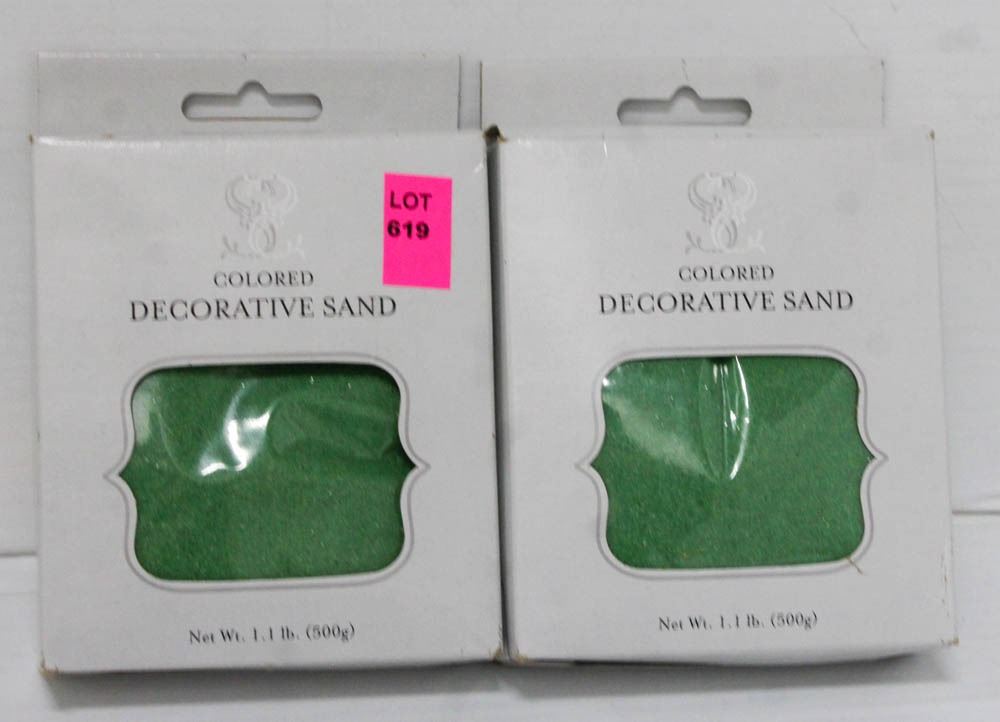 LOT
619
COLORED
DECORATIVE SAND
Net Wt. 1.1 lb. (500g)
COLORED
DECORATIVE SAND
Net Wt. 1.1 lb. (500g)